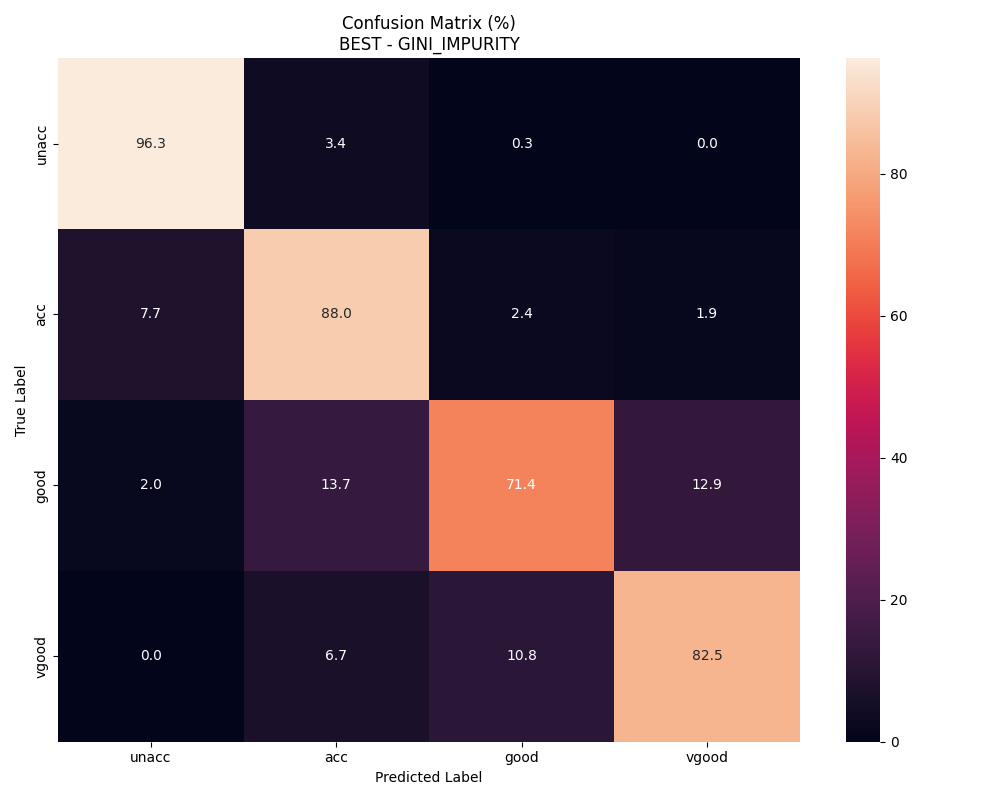 Confusion Matrix (%)
BEST - GINI_IMPURITY
True Label
unacc
96.3 3.4 0.3 0.0
acc
7.7 88.0 2.4 1.9
good
2.0 13.7 71.4 12.9
vgood
0.0 6.7 10.8 82.5
unacc acc good vgood
Predicted Label
80
60
40
20
0